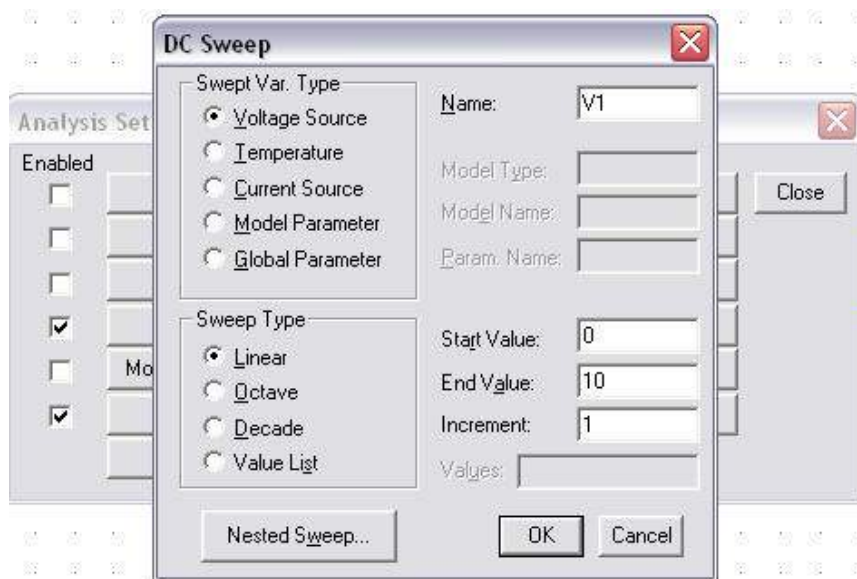 DC Sweep
Analysis Set
Enabled
Mo
Close
Swept Var. Type
Voltage Source
Temperature
Current Source
Model Parameter
Global Parameter
Name: V1
Model Type:
Model Name:
Param. Name:
Sweep Type
Linear
Octave
Decade
Value List
Start Value: 0
End Value: 10
Increment: 1
Values:
Nested Sweep...
OK
Cancel